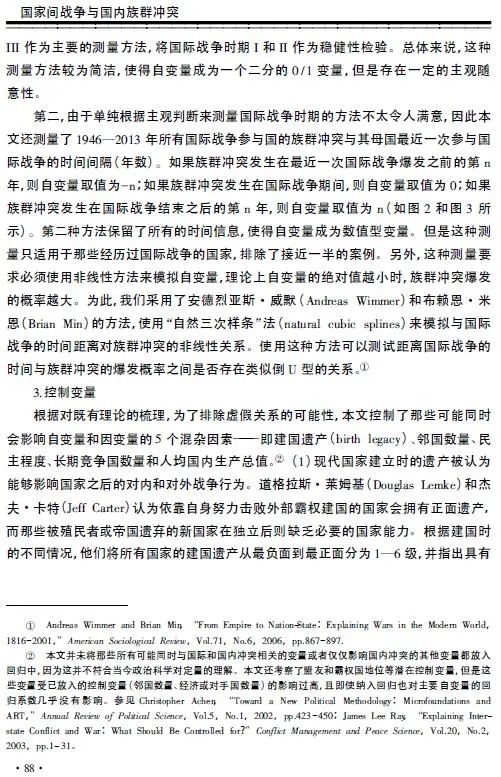 国家间战争与国内族群冲突
III 作为主要的测量方法,将国际战争时期 I 和 II 作为稳健性检验。总体来说,这种
测量方法较为简洁,使得自变量成为一个二分的 0/1 变量,但是存在一定的主观随
意性。
第二,由于单纯根据主观判断来测量国际战争时期的方法不太令人满意,因此本
文还测量了 1946—2013 年所有国际战争参与国的族群冲突与其母国最近一次参与国
际战争的时间间隔(年数)。如果族群冲突发生在最近一次国际战争爆发之前的第 n
年,则自变量取值为-n;如果族群冲突发生在国际战争期间,则自变量取值为 0;如果
族群冲突发生在国际战争结束之后的第 n 年,则自变量取值为 n(如图 2 和图 3 所
示)。第二种方法保留了所有的时间信息,使得自变量成为数值型变量。但是这种测
量只适用于那些经历过国际战争的国家,排除了接近一半的案例。另外,这种测量要
求必须使用非线性方法来模拟自变量,理论上自变量的绝对值越小时,族群冲突爆发
的概率越大。为此,我们采用了安德烈亚斯·威默(Andreas Wimmer)和布赖恩·米
恩(Brian Min)的方法,使用“自然三次样条”法(natural cubic splines)来模拟与国际
战争的时间距离对族群冲突的非线性关系。使用这种方法可以测试距离国际战争的
时间与族群冲突的爆发概率之间是否存在类似倒 U 型的关系。①
3.控制变量
根据对既有理论的梳理,为了排除虚假关系的可能性,本文控制了那些可能同时
会影响自变量和因变量的 5 个混杂因素——即建国遗产(birth legacy)、邻国数量、民
主程度、长期竞争国数量和人均国内生产总值。② (1)现代国家建立时的遗产被认为
能够影响国家之后的对内和对外战争行为。道格拉斯·莱姆基(Douglas Lemke)和杰
夫·卡特(Jeff Carter)认为依靠自身努力击败外部霸权建国的国家会拥有正面遗产,
而那些被殖民者或帝国遗弃的新国家在独立后则缺乏必要的国家能力。根据建国时
的不同情况,他们将所有国家的建国遗产从最负面到最正面分为 1—6 级,并指出具有
① Andreas Wimmer and Brian Min, “From Empire to Nation-State: Explaining Wars in the Modern World,
1816-2001,” American Sociological Review, Vol.71, No.6, 2006, pp.867-897.
② 本文并未将那些所有可能同时与国际和国内冲突相关的变量或者仅仅影响国内冲突的其他变量都放入
回归中,因为这并不符合当今政治科学对定量的理解。本文还考察了盟友和霸权国地位等潜在控制变量,但是这
些变量受已放入的控制变量(邻国数量、经济或对手国数量)的影响过高,且即使纳入回归也对主要自变量的回
归系数几乎没有影响。参见 Christopher Achen, “Toward a New Political Methodology: Microfoundations and
ART,” Annual Review of Political Science, Vol.5, No.1, 2002, pp.423-450; James Lee Ray, “Explaining Inter-
state Conflict and War: What Should Be Controlled for?” Conflict Management and Peace Science, Vol.20, No.2,
2003, pp.1-31.
·88·